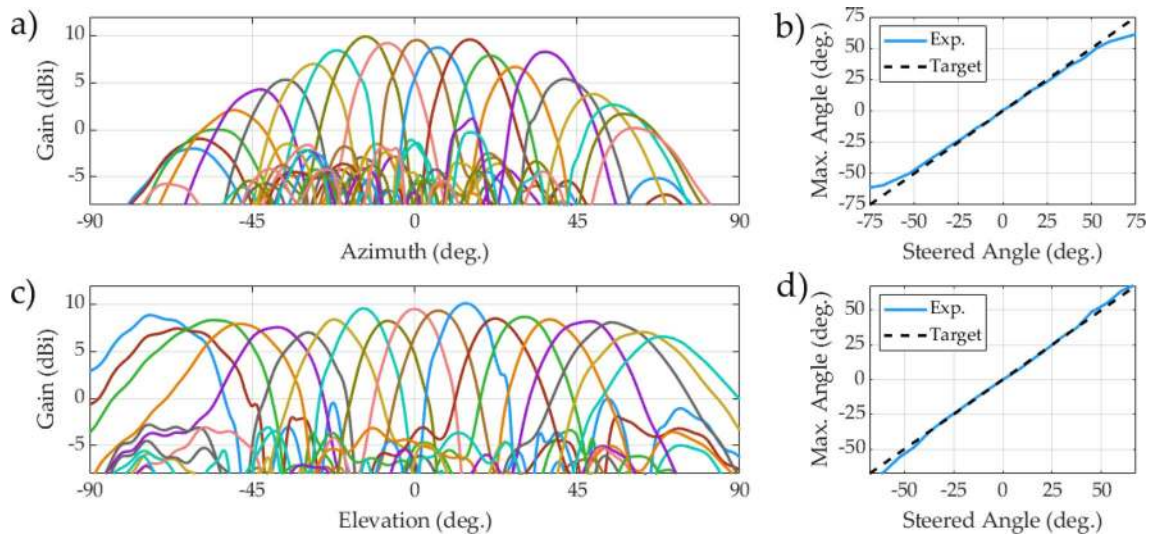 a)
10
5
0
-5
Gain (dBi)
-90
-45
0
45
90
Azimuth (deg.)
b)
75
50
25
0
-25
-50
-75
Max. Angle (deg.)
Exp.
Target
-75
-50
-25
0
25
50
75
Steered Angle (deg.)
c)
10
5
0
-5
Gain (dBi)
-90
-45
0
45
90
Elevation (deg.)
d)
50
25
0
-25
-50
Max. Angle (deg.)
Exp.
Target
-50
-25
0
25
50
Steered Angle (deg.)